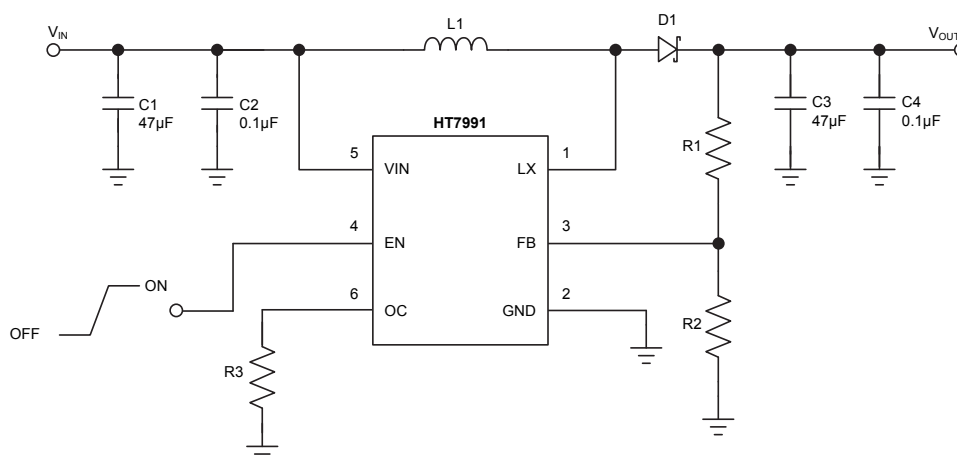 L1
D1
VIN
VOUT
C1
47µF
C2
0.1µF
C3
47µF
C4
0.1µF
HT7991
R1
5
VIN
LX
1
4
EN
FB
3
6
OC
GND
2
ON
OFF
R2
R3